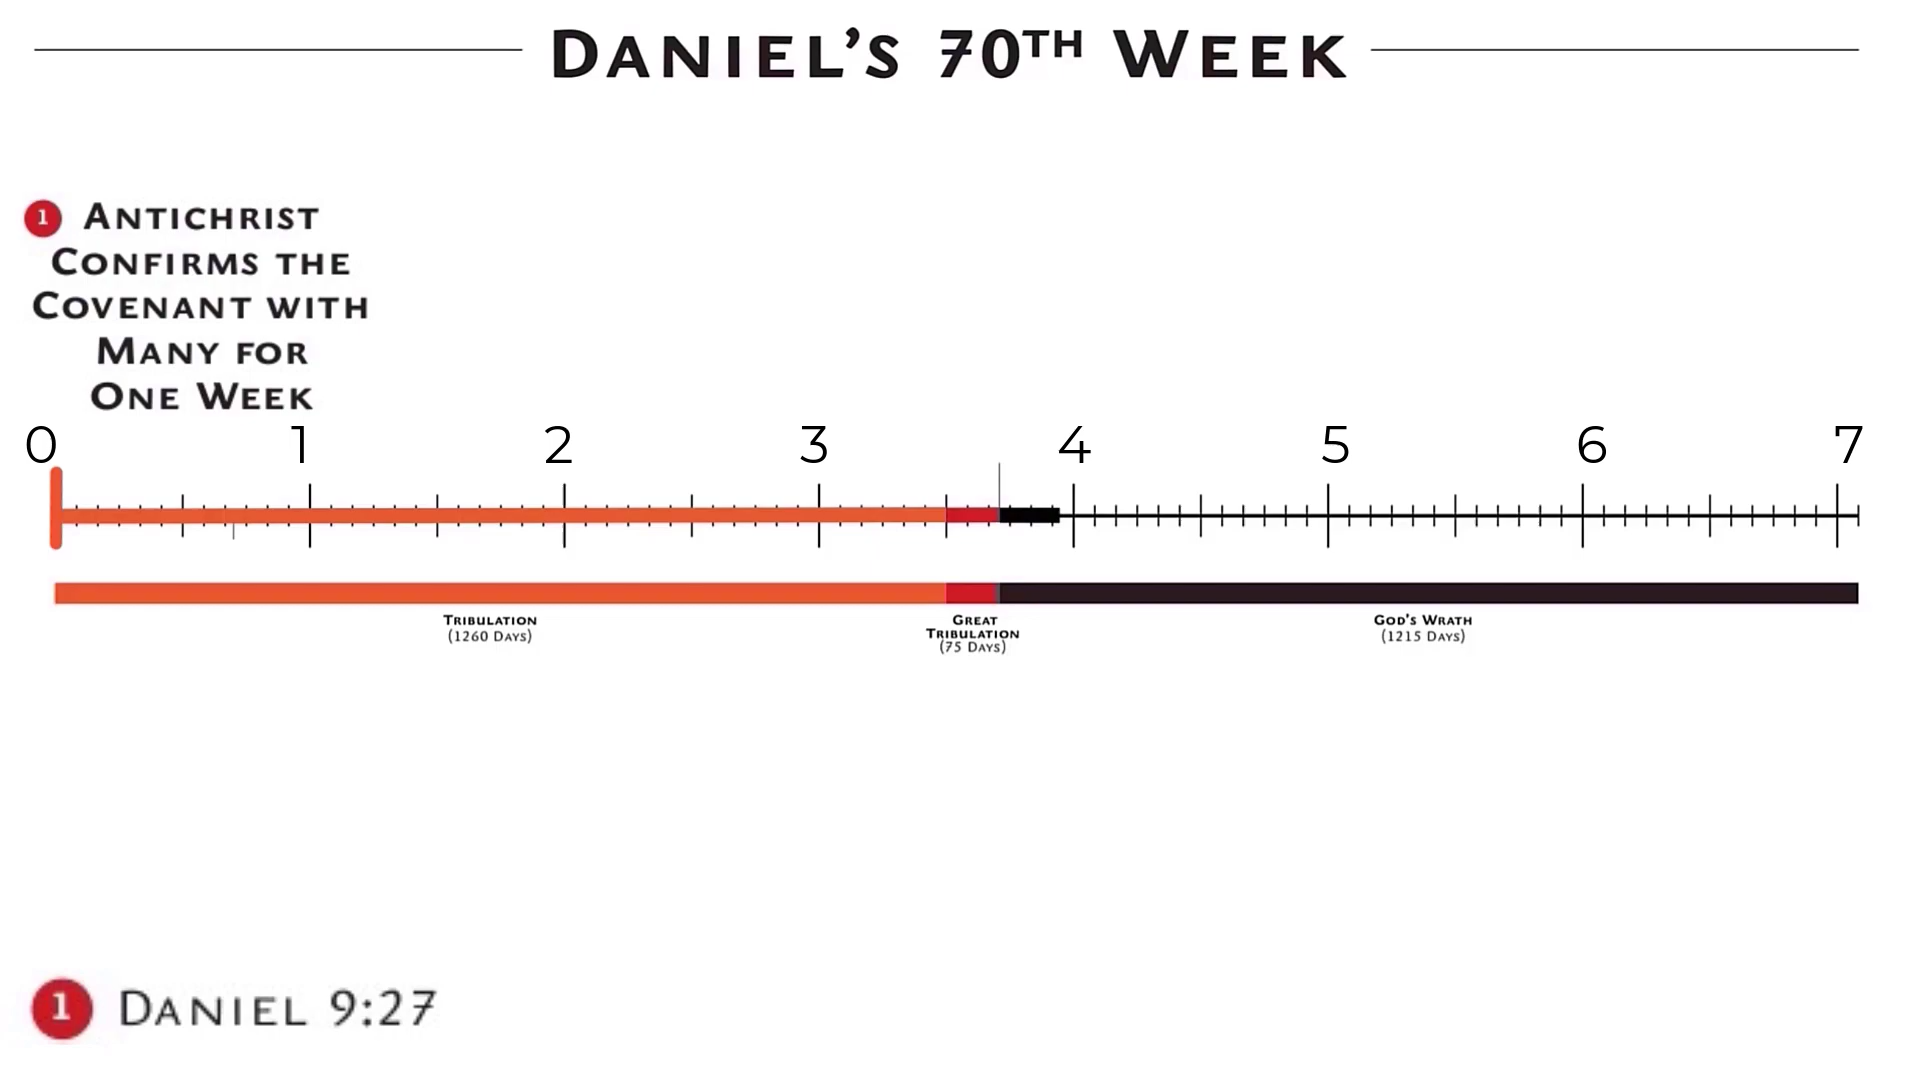 DANIEL'S 70TH WEEK
1 ANTICHRIST
CONFIRMS THE
COVENANT WITH
MANY FOR
ONE WEEK
0 1 2 3 4 5 6 7
TRIBULATION
(1260 DAYS)
GREAT
TRIBULATION
(75 DAYS)
GOD'S WRATH
(1215 DAYS)
1 DANIEL 9:27